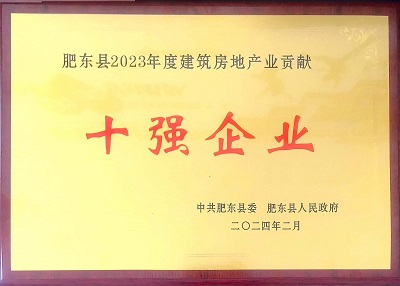 肥东县2023年度建筑房地产业贡献
十强企业
中共肥东县委 肥东县人民政府
二〇二四年二月